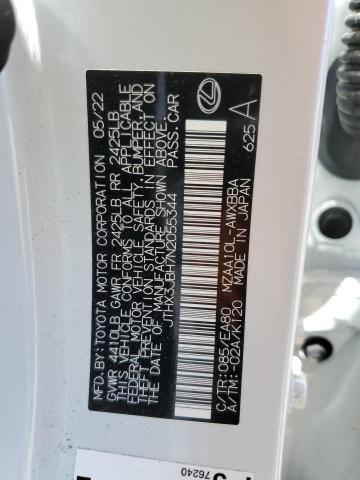 MFD. BY: TOYOTA MOTOR CORPORATION 05/22
GVWR 4410LB GAWR FR 2425LB RR 2425LB
THIS VEHICLE CONFORMS TO ALL APPLICABLE
FEDERAL MOTOR VEHICLE SAFETY, BUMPER, AND
THEFT PREVENTION STANDARDS IN EFFECT ON
THE DATE OF MANUFACTURE SHOWN ABOVE.
JTHX3JBH7N2055344 PASS. CAR
C/TR: 085/EA80 MZAA10L-AWXBBA
A/TM: -02A/K120 MADE IN JAPAN
625 A
76240